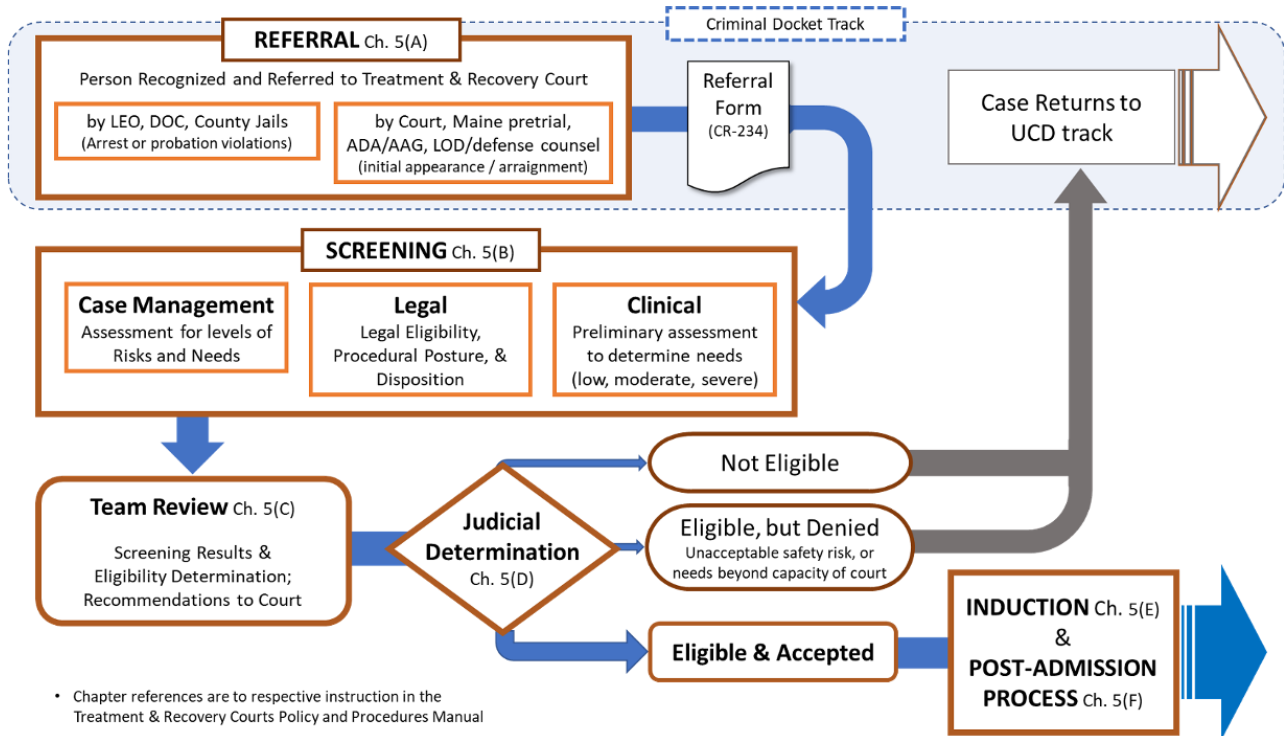 Criminal Docket Track
REFERRAL Ch. 5(A)
Person Recognized and Referred to Treatment & Recovery Court
by LEO, DOC, County Jails
(Arrest or probation violations)
by Court, Maine pretrial,
ADA/AAG, LOD/defense counsel
(initial appearance / arraignment)
Referral
Form
(CR-234)
Case Returns to
UCD track
SCREENING Ch. 5(B)
Case Management
Assessment for levels of
Risks and Needs
Legal
Legal Eligibility,
Procedural Posture, &
Disposition
Clinical
Preliminary assessment
to determine needs
(low, moderate, severe)
Team Review Ch. 5(C)
Screening Results &
Eligibility Determination;
Recommendations to Court
Judicial
Determination
Ch. 5(D)
Not Eligible
Eligible, but Denied
Unacceptable safety risk, or
needs beyond capacity of court
Eligible & Accepted
INDUCTION Ch. 5(E)
&
POST-ADMISSION
PROCESS Ch. 5(F)
• Chapter references are to respective instruction in the
Treatment & Recovery Courts Policy and Procedures Manual